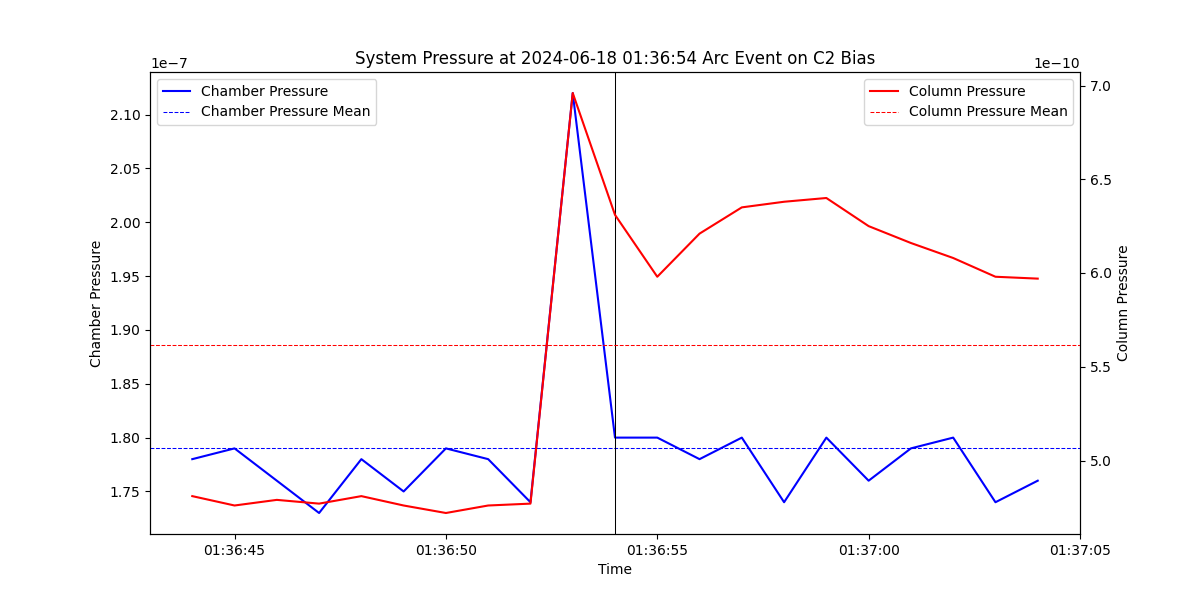 System Pressure at 2024-06-18 01:36:54 Arc Event on C2 Bias
1e−7
1e−10
Chamber Pressure
Chamber Pressure Mean
Column Pressure
Column Pressure Mean
2.10
2.05
2.00
1.95
1.90
1.85
1.80
1.75
Chamber Pressure
7.0
6.5
6.0
5.5
5.0
Column Pressure
01:36:45
01:36:50
01:36:55
01:37:00
01:37:05
Time